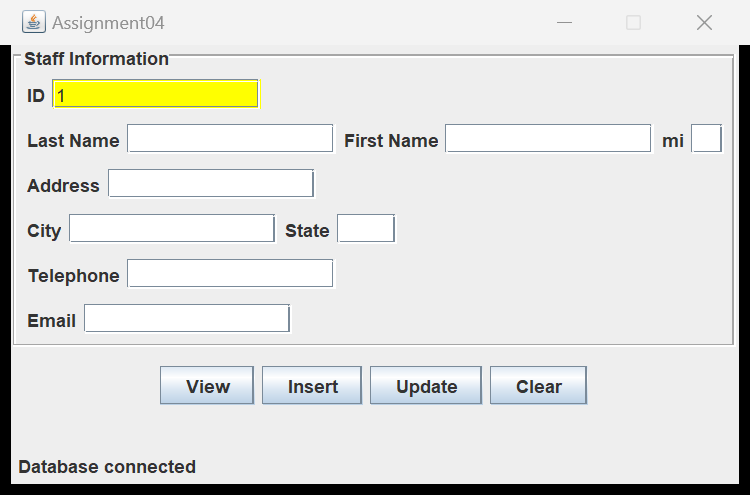 Assignment04
Staff Information
ID 1
Last Name First Name mi
Address
City State
Telephone
Email
View Insert Update Clear
Database connected